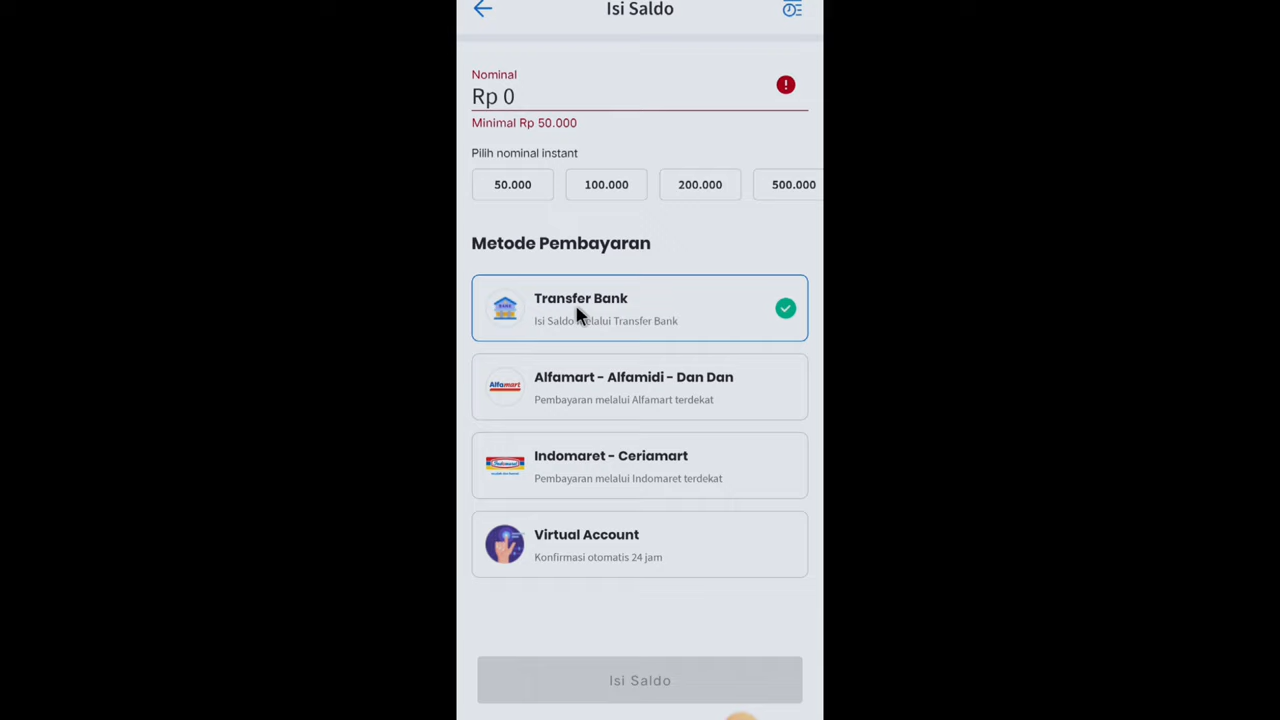 Isi Saldo
Nominal
Rp 0
Minimal Rp 50.000
Pilih nominal instant
50.000 100.000 200.000 500.000
Metode Pembayaran
Transfer Bank
Isi Saldo melalui Transfer Bank
Alfamart
Alfamart - Alfamidi - Dan Dan
Pembayaran melalui Alfamart terdekat
Indomaret
Indomaret - Ceriamart
Pembayaran melalui Indomaret terdekat
Virtual Account
Konfirmasi otomatis 24 jam
Isi Saldo